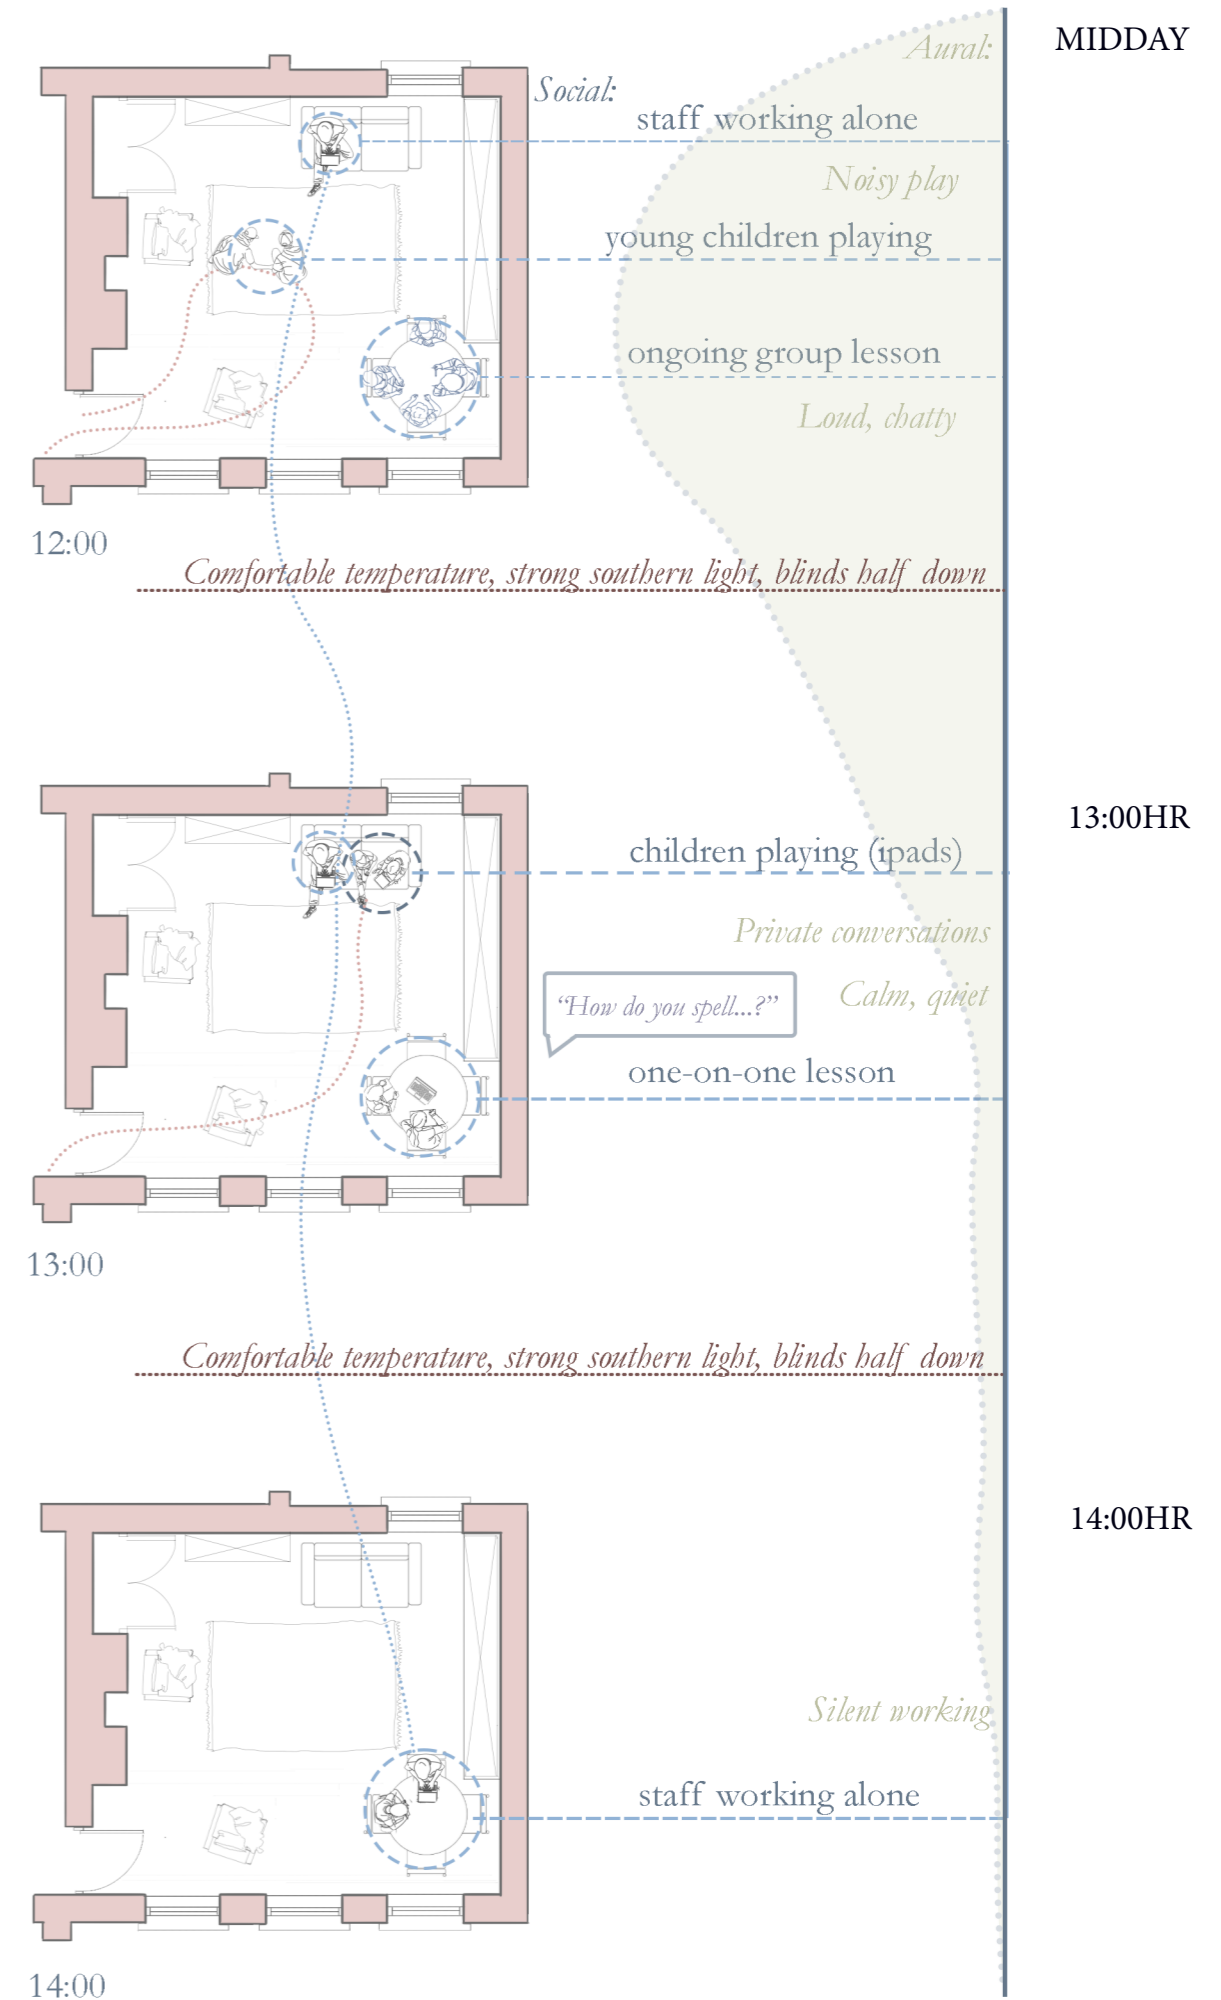 MIDDAY
Aural:
Social:
staff working alone
Noisy play
young children playing
ongoing group lesson
Loud, chatty
12:00
Comfortable temperature, strong southern light, blinds half down
13:00HR
children playing (ipads)
Private conversations
Calm, quiet
“How do you spell...?”
one-on-one lesson
13:00
Comfortable temperature, strong southern light, blinds half down
14:00HR
Silent working
staff working alone
14:00